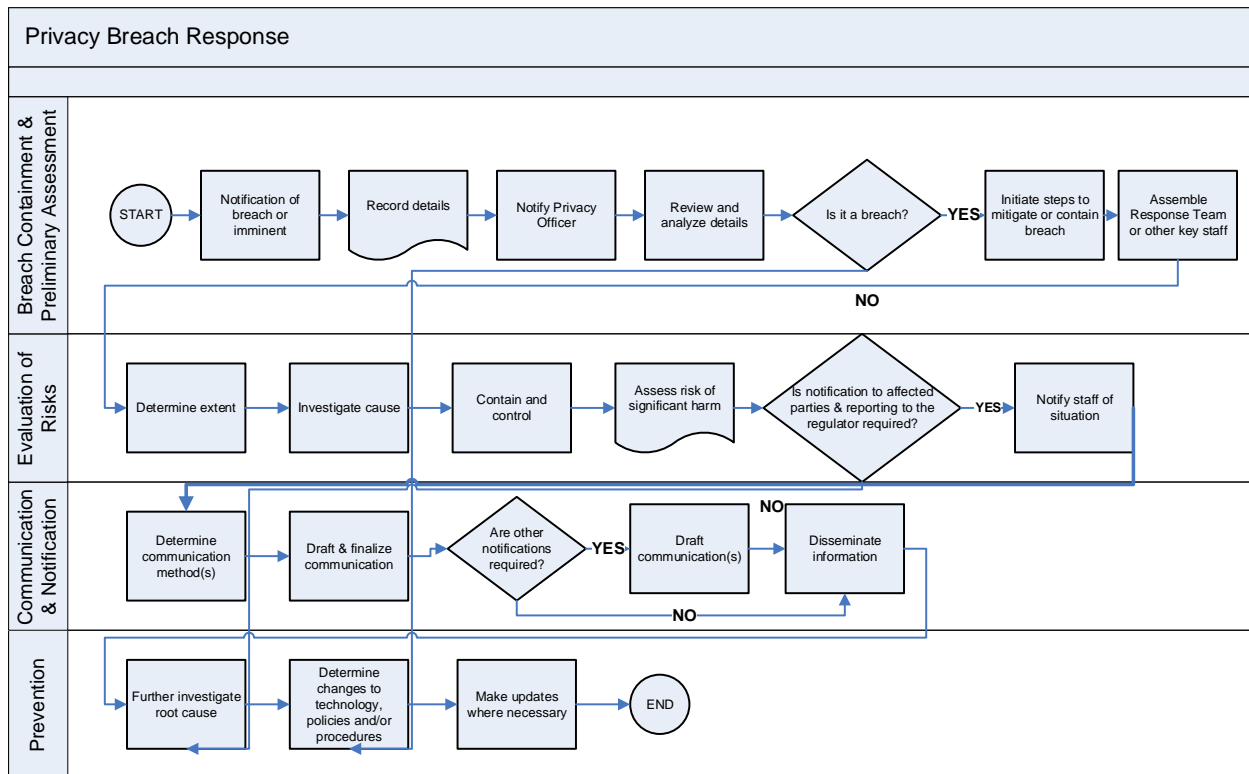 Privacy Breach Response
Breach Containment &
Preliminary Assessment
START
Notification of
breach or
imminent
Record details
Notify Privacy
Officer
Review and
analyze details
Is it a breach?
YES
Initiate steps to
mitigate or contain
breach
Assemble
Response Team
or other key staff
NO
Evaluation of
Risks
Determine extent
Investigate cause
Contain and
control
Assess risk of
significant harm
Is notification to affected
parties & reporting to the
regulator required?
YES
Notify staff of
situation
NO
Communication
& Notification
Determine
communication
method(s)
Draft & finalize
communication
Are other
notifications
required?
YES
Draft
communication(s)
Disseminate
information
NO
Prevention
Further investigate
root cause
Determine
changes to
technology,
policies and/or
procedures
Make updates
where necessary
END